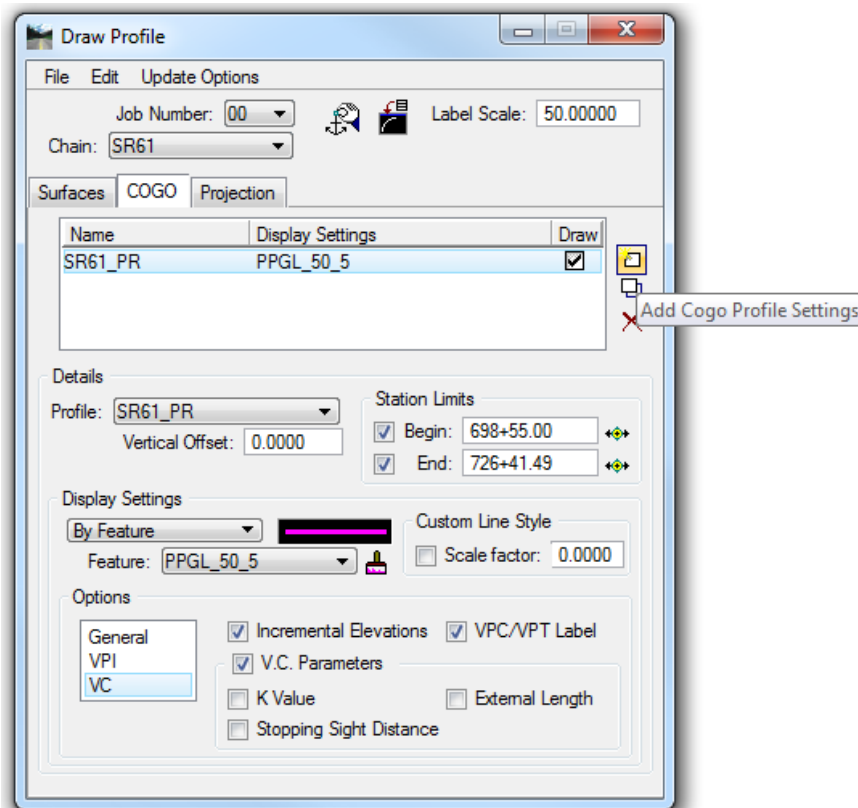 Draw Profile
File Edit Update Options
Job Number: 00 Label Scale: 50.00000
Chain: SR61
Surfaces COGO Projection
Name Display Settings Draw
SR61_PR PPGL_50_5
Add Cogo Profile Settings
Details
Profile: SR61_PR
Vertical Offset: 0.0000
Station Limits
Begin: 698+55.00
End: 726+41.49
Display Settings
By Feature
Feature: PPGL_50_5
Custom Line Style
Scale factor: 0.0000
Options
General
VPI
VC
Incremental Elevations VPC/VPT Label
V.C. Parameters
K Value External Length
Stopping Sight Distance